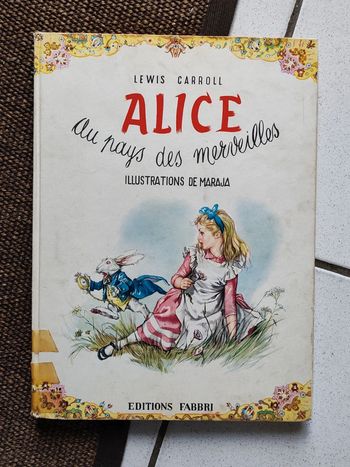 LEWIS CARROLL
ALICE
au pays des merveilles
ILLUSTRATIONS DE MARAJA
EDITIONS FABBRI